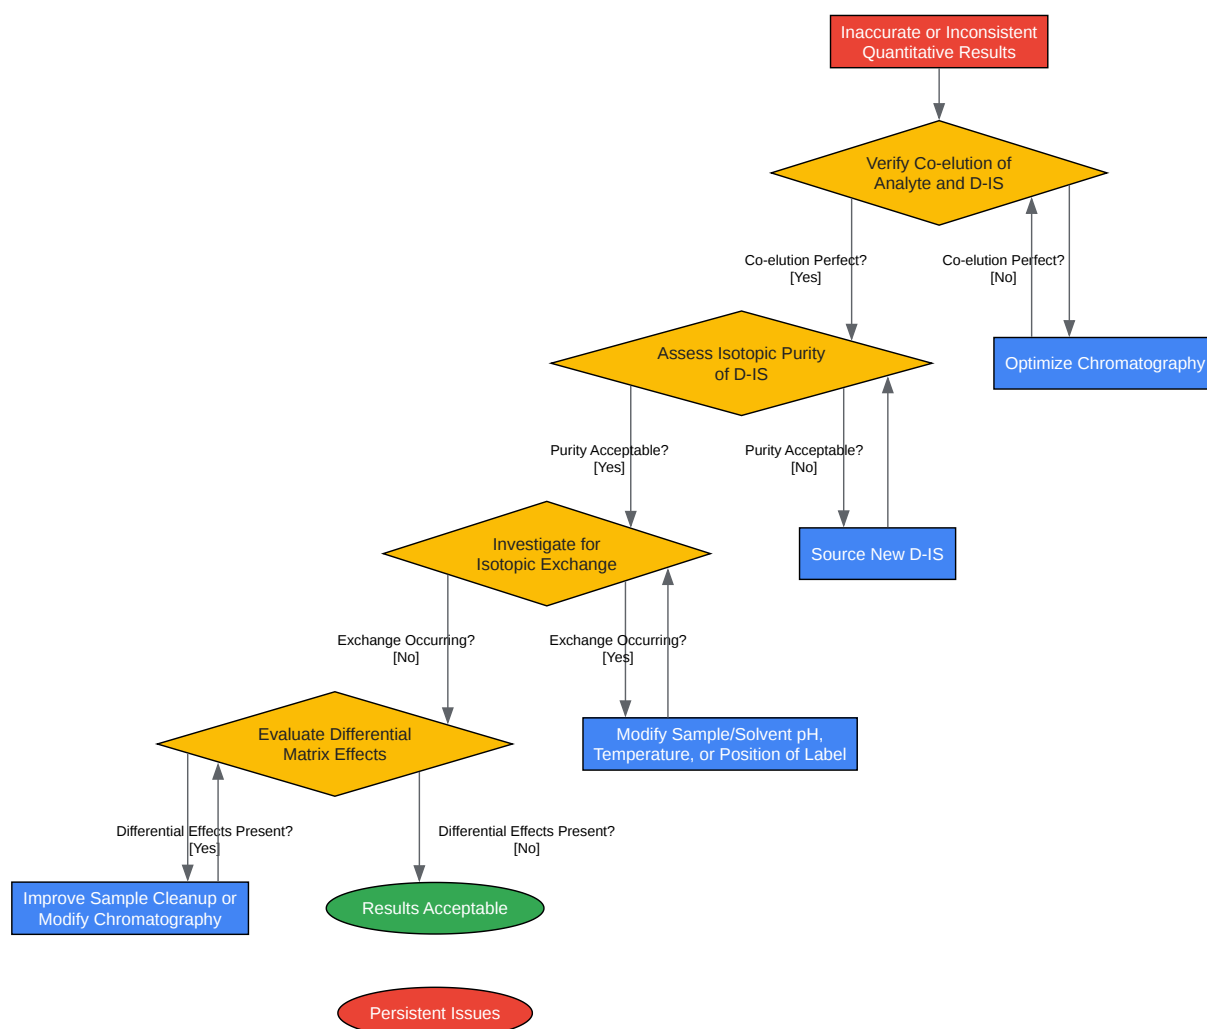 Inaccurate or Inconsistent
Quantitative Results
Verify Co-elution of
Analyte and D-IS
Co-elution Perfect?
[Yes]
Co-elution Perfect?
[No]
Assess Isotopic Purity
of D-IS
Optimize Chromatography
Purity Acceptable?
[Yes]
Purity Acceptable?
[No]
Investigate for
Isotopic Exchange
Source New D-IS
Exchange Occurring?
[No]
Exchange Occurring?
[Yes]
Evaluate Differential
Matrix Effects
Modify Sample/Solvent pH,
Temperature, or Position of Label
Differential Effects Present?
[Yes]
Differential Effects Present?
[No]
Improve Sample Cleanup or
Modify Chromatography
Results Acceptable
Persistent Issues